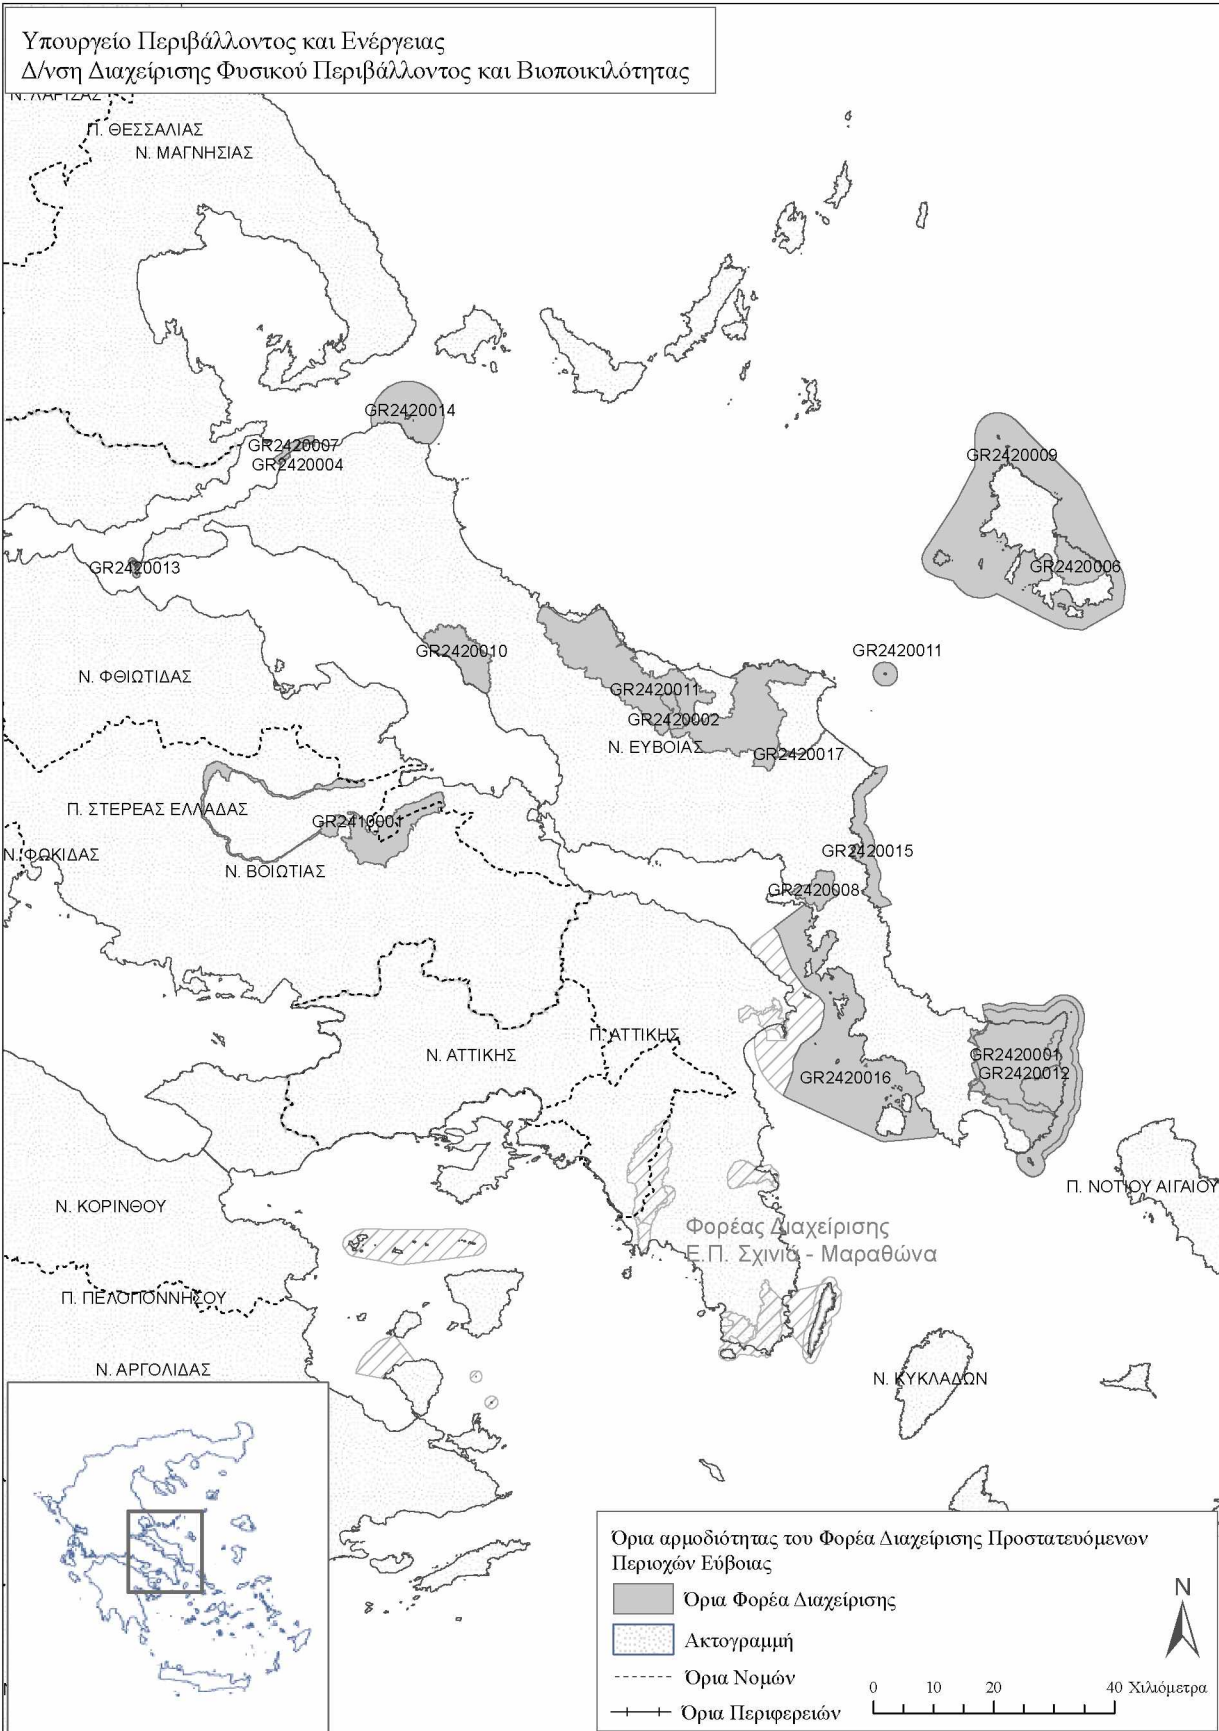 Υπουργείο Περιβάλλοντος και Ενέργειας
Δ/νση Διαχείρισης Φυσικού Περιβάλλοντος και Βιοποικιλότητας
Ν. ΛΑΡΙΣΑΣ
Π. ΘΕΣΣΑΛΙΑΣ
Ν. ΜΑΓΝΗΣΙΑΣ
GR2420014
GR2420007
GR2420004
GR2420009
GR2420013
GR2420006
GR2420010
GR2420011
Ν. ΦΘΙΩΤΙΔΑΣ
GR2420011
GR2420002
Ν. ΕΥΒΟΙΑΣ
GR2420017
Π. ΣΤΕΡΕΑΣ ΕΛΛΑΔΑΣ
GR2410001
Ν. ΦΩΚΙΔΑΣ
Ν. ΒΟΙΩΤΙΑΣ
GR2420015
GR2420008
Π. ΑΤΤΙΚΗΣ
Ν. ΑΤΤΙΚΗΣ
GR2420001
GR2420012
GR2420016
Π. ΝΟΤΙΟΥ ΑΙΓΑΙΟΥ
Ν. ΚΟΡΙΝΘΟΥ
Φορέας Διαχείρισης
Ε.Π. Σχινιά - Μαραθώνα
Π. ΠΕΛΟΠΟΝΝΗΣΟΥ
Ν. ΑΡΓΟΛΙΔΑΣ
Ν. ΚΥΚΛΑΔΩΝ
Όρια αρμοδιότητας του Φορέα Διαχείρισης Προστατευόμενων
Περιοχών Εύβοιας
Όρια Φορέα Διαχείρισης
Ακτογραμμή
Όρια Νομών
Όρια Περιφερειών
N
0 10 20 40 Χιλιόμετρα